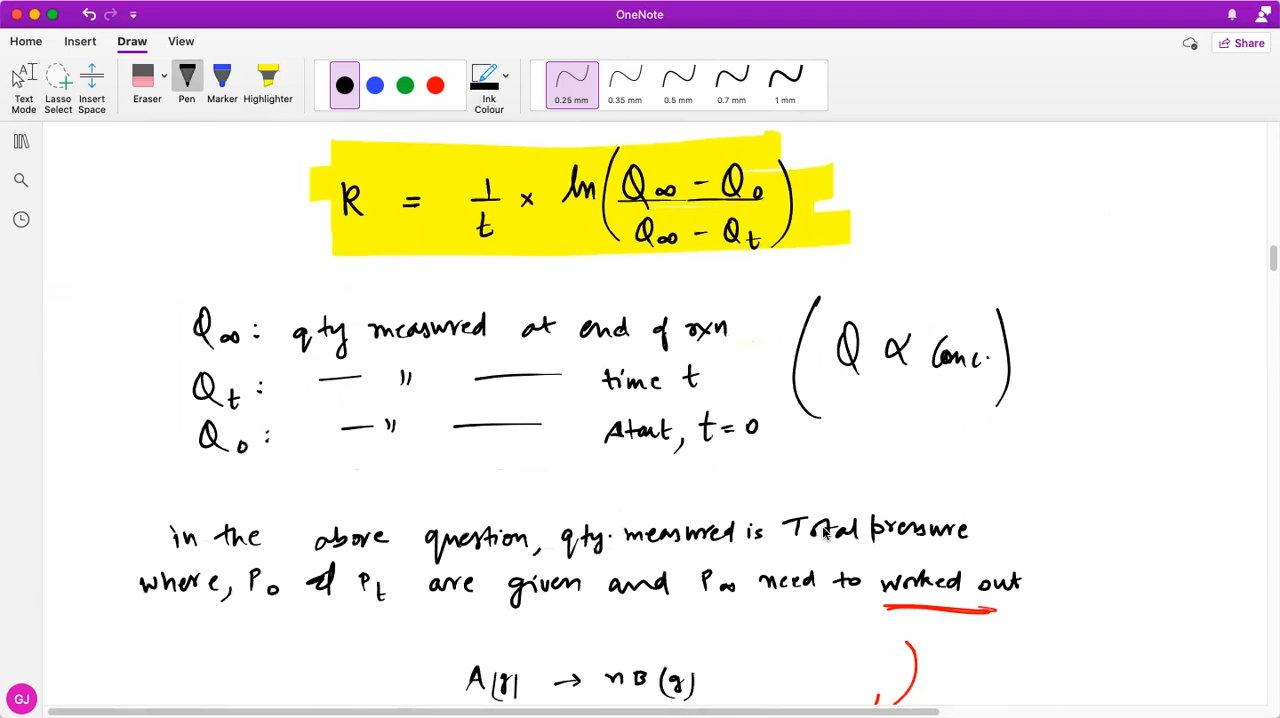 OneNote
Home Insert Draw View
Share
Text Mode
Lasso Select
Insert Space
Eraser
Pen
Marker
Highlighter
Ink Colour
0.25 mm
0.35 mm
0.5 mm
0.7 mm
1 mm
k = 1/t × ln((Q∞ − Q₀)/(Q∞ − Qt))
Q∞ : qty measured at end of rxn (Q ∝ Conc.)
Qt : — " — time t
Q₀ : — " — start, t = 0
in the above question, qty. measured is Total pressure
where, P₀ & Pt are given and P∞ need to worked out
A(g) → nB(g)
GJ